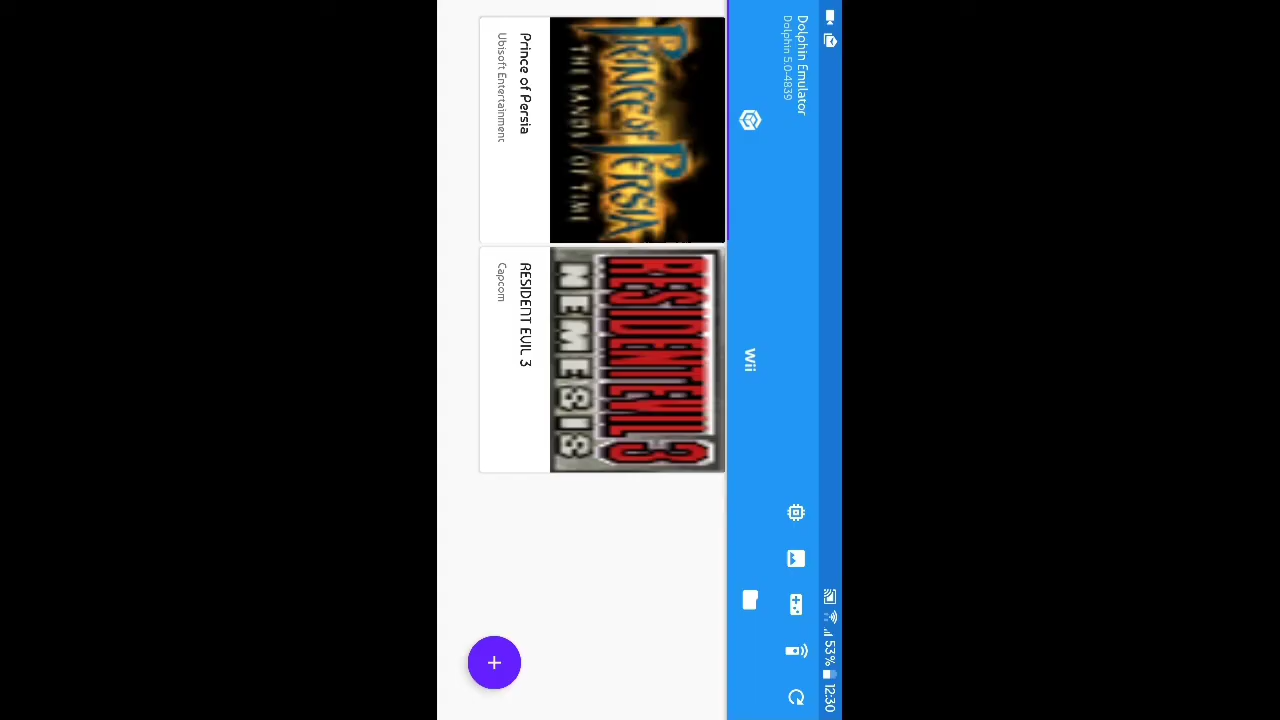 53% 12:30
Dolphin Emulator
Dolphin 5.0-4839
Wii
PRINCE of PERSIA
THE SANDS OF TIME
Prince of Persia
Ubisoft Entertainment
RESIDENT EVIL 3
NEMESIS
RESIDENT EVIL 3
Capcom